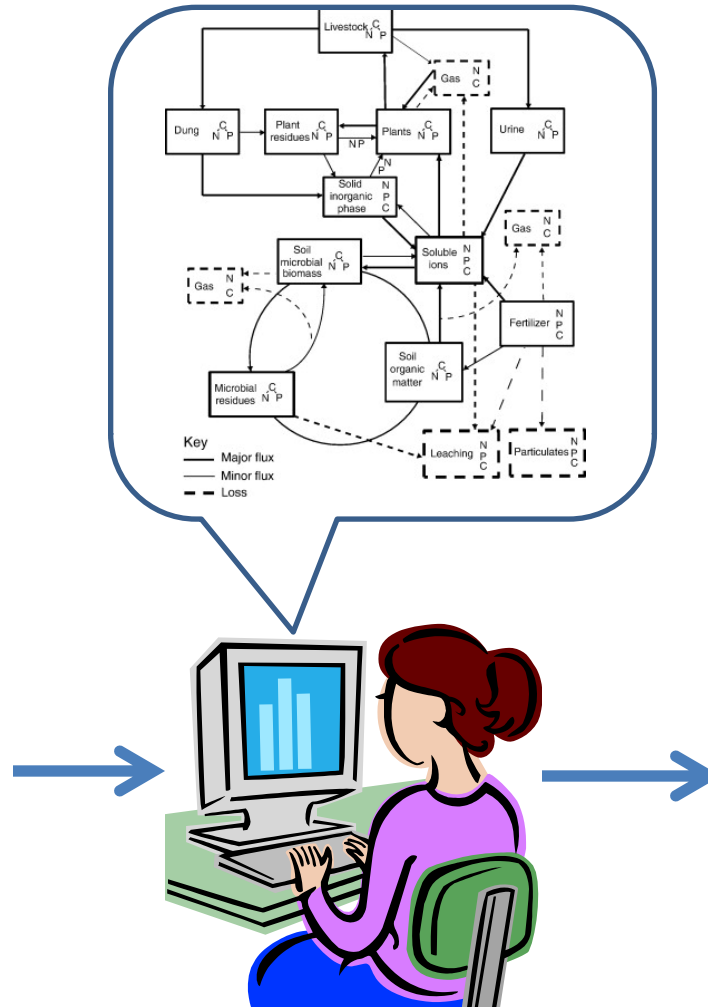 Livestock
C
N P
Gas
N
C
Dung
C
N P
Plant
residues
C
N P
N P
Plants
C
N P
Urine
C
N P
P N
Solid
inorganic
phase
N
P
C
Gas
N
C
Soil
microbial
biomass
C
N P
Soluble
ions
N
P
C
Gas
N
C
Fertilizer
N
P
C
Soil
organic
matter
C
N P
Microbial
residues
C
N P
Key
Major flux
Minor flux
Loss
Leaching
N
P
C
Particulates
N
P
C